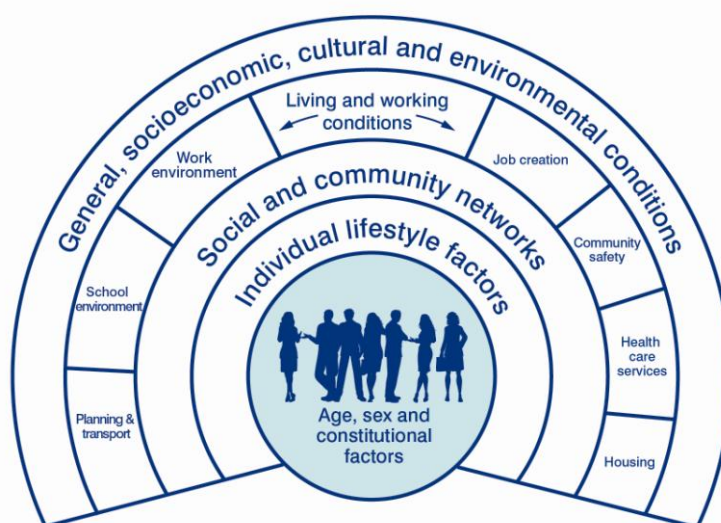 General, socioeconomic, cultural and environmental conditions
Living and working
conditions
Work
environment
Job creation
School
environment
Community
safety
Planning &
transport
Health
care
services
Housing
Social and community networks
Individual lifestyle factors
Age, sex and
constitutional
factors